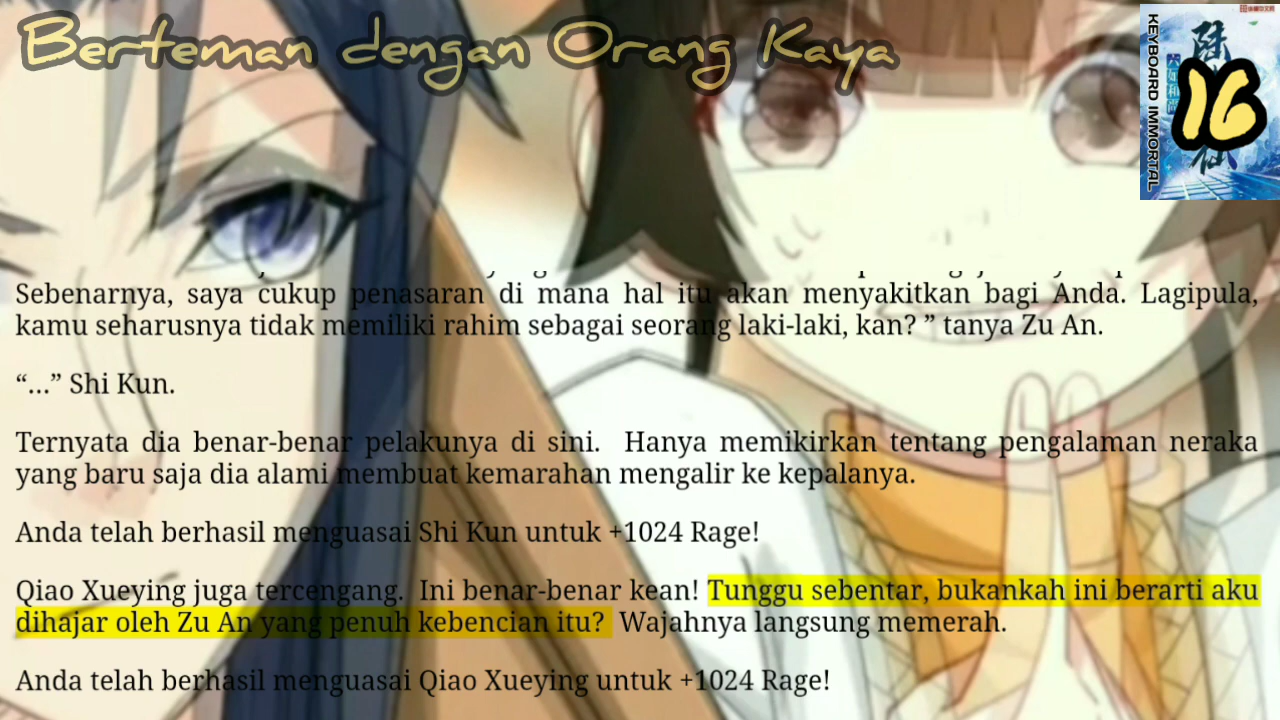 Berteman dengan Orang Kaya
KEYBOARD IMMORTAL
16
Sebenarnya, saya cukup penasaran di mana hal itu akan menyakitkan bagi Anda. Lagipula,
kamu seharusnya tidak memiliki rahim sebagai seorang laki-laki, kan? ” tanya Zu An.
“…” Shi Kun.
Ternyata dia benar-benar pelakunya di sini. Hanya memikirkan tentang pengalaman neraka
yang baru saja dia alami membuat kemarahan mengalir ke kepalanya.
Anda telah berhasil menguasai Shi Kun untuk +1024 Rage!
Qiao Xueying juga tercengang. Ini benar-benar kean! Tunggu sebentar, bukankah ini berarti aku
dihajar oleh Zu An yang penuh kebencian itu? Wajahnya langsung memerah.
Anda telah berhasil menguasai Qiao Xueying untuk +1024 Rage!